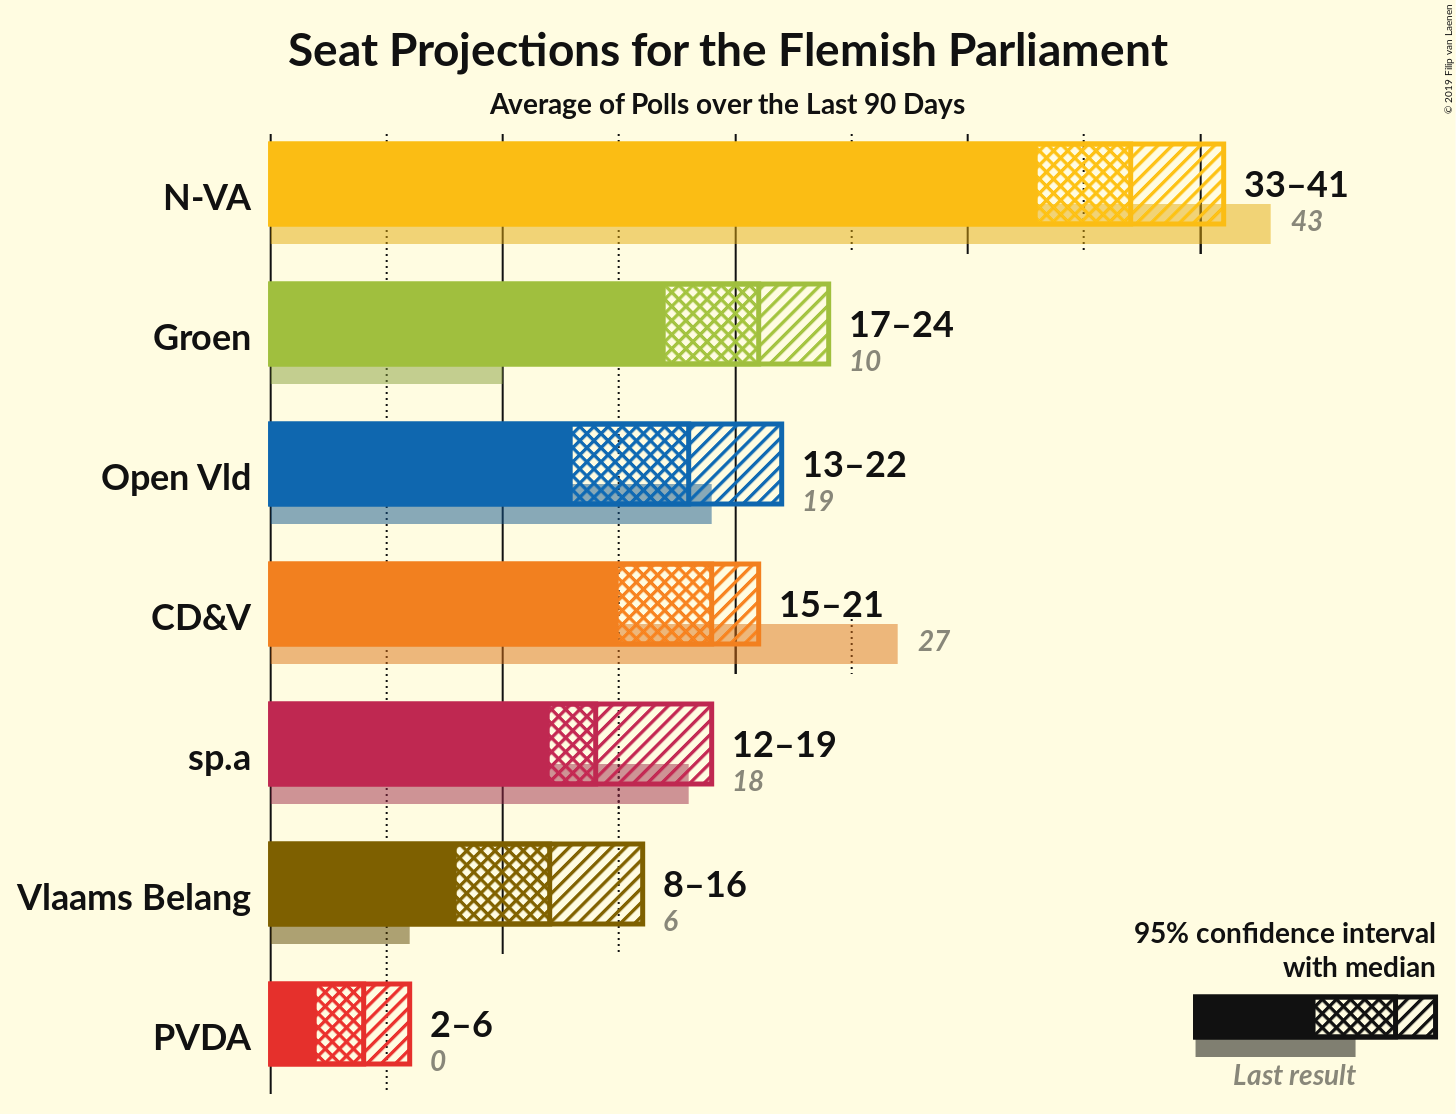 Seat Projections for the Flemish Parliament
Average of Polls over the Last 90 Days
© 2019 Filip van Laenen
N-VA
33–41
43
Groen
17–24
10
Open Vld
13–22
19
CD&V
15–21
27
sp.a
12–19
18
Vlaams Belang
8–16
6
PVDA
2–6
0
95% confidence interval
with median
Last result